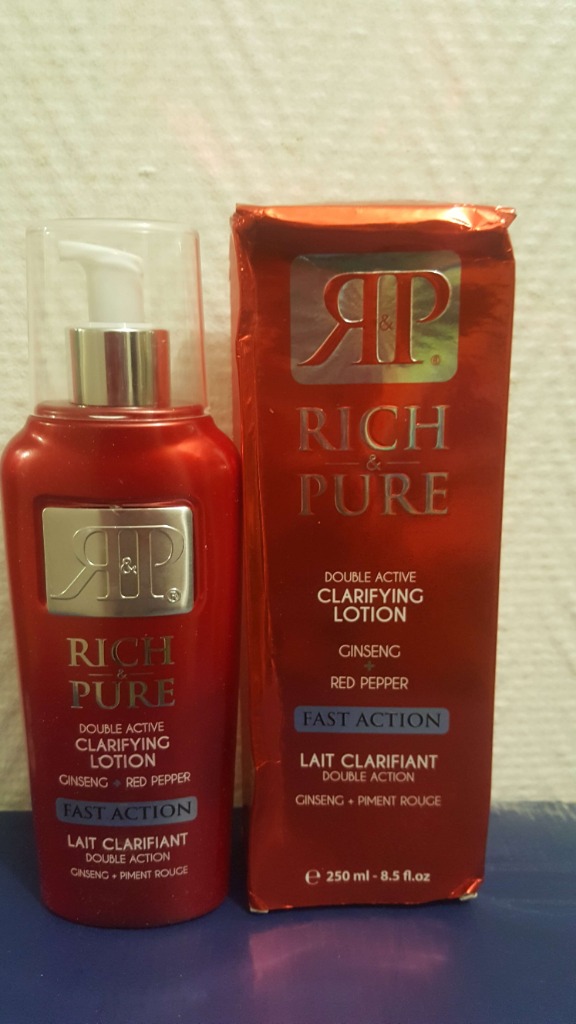 R&P®
RICH
&
PURE
DOUBLE ACTIVE
CLARIFYING
LOTION
GINSENG + RED PEPPER
FAST ACTION
LAIT CLARIFIANT
DOUBLE ACTION
GINSENG + PIMENT ROUGE
R&P®
RICH
&
PURE
DOUBLE ACTIVE
CLARIFYING
LOTION
GINSENG
+
RED PEPPER
FAST ACTION
LAIT CLARIFIANT
DOUBLE ACTION
GINSENG + PIMENT ROUGE
℮ 250 ml - 8.5 fl.oz